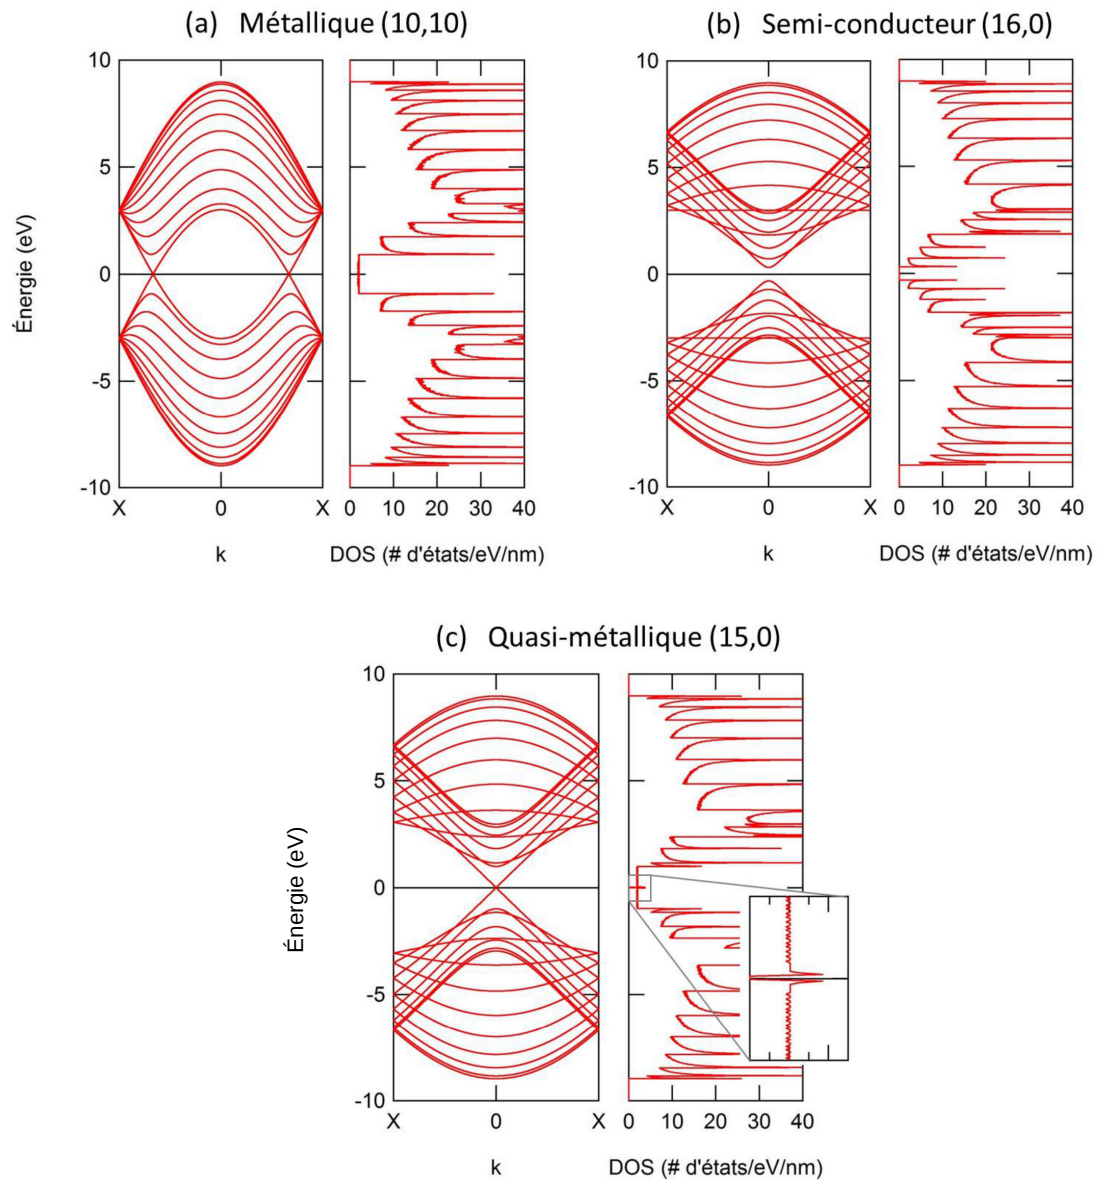 (a) Métallique (10,10)
(b) Semi-conducteur (16,0)
10
5
0
-5
-10
Énergie (eV)
X 0 X
k
0 10 20 30 40
DOS (# d'états/eV/nm)
10
5
0
-5
-10
X 0 X
k
0 10 20 30 40
DOS (# d'états/eV/nm)
(c) Quasi-métallique (15,0)
10
5
0
-5
-10
Énergie (eV)
X 0 X
k
0 10 20 30 40
DOS (# d'états/eV/nm)